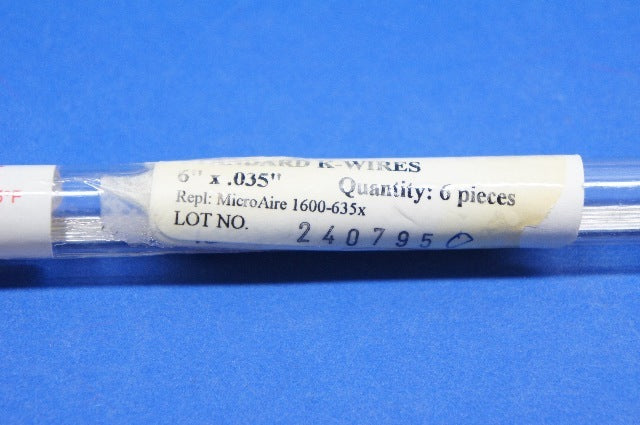 K-WIRES
6" x .035" Quantity: 6 pieces
Repl: MicroAire 1600-635x
LOT NO. 240795
°F